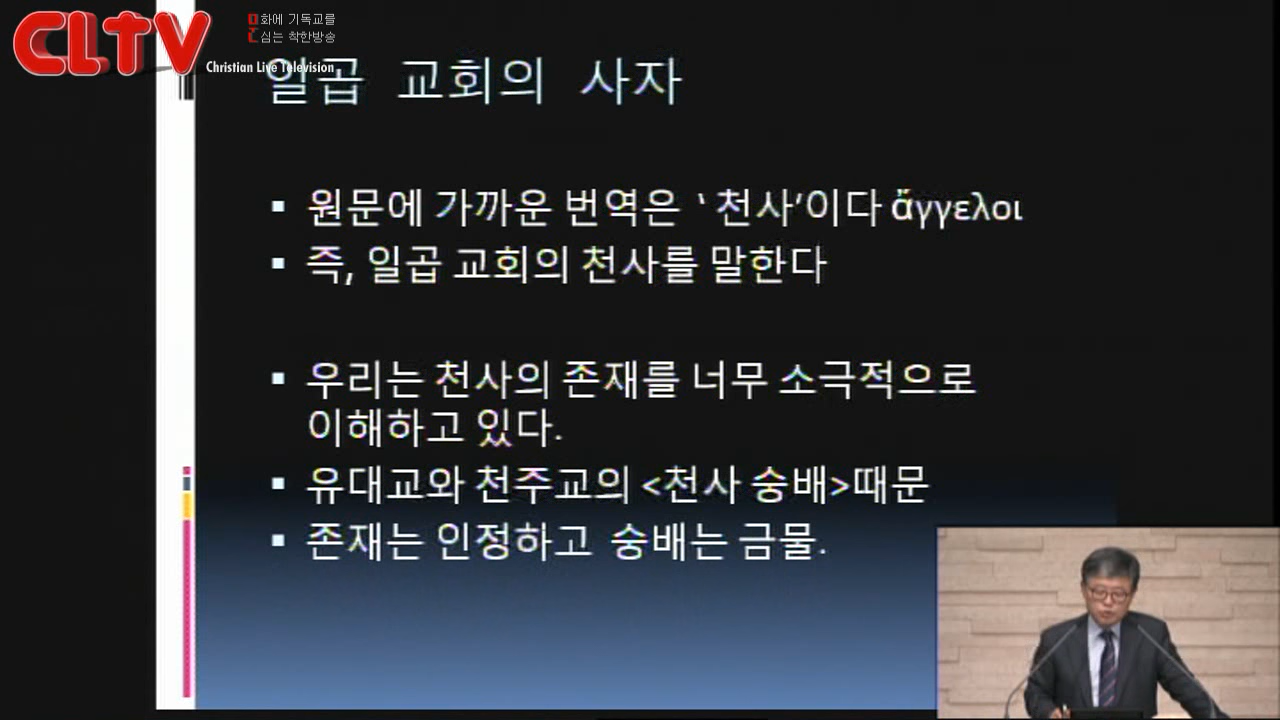 CLTV
문화에 기독교를
심는 착한방송
Christian Live Television
일곱 교회의 사자
▪ 원문에 가까운 번역은 ‘천사’이다 ἄγγελοι
▪ 즉, 일곱 교회의 천사를 말한다
▪ 우리는 천사의 존재를 너무 소극적으로
이해하고 있다.
▪ 유대교와 천주교의 <천사 숭배>때문
▪ 존재는 인정하고 숭배는 금물.